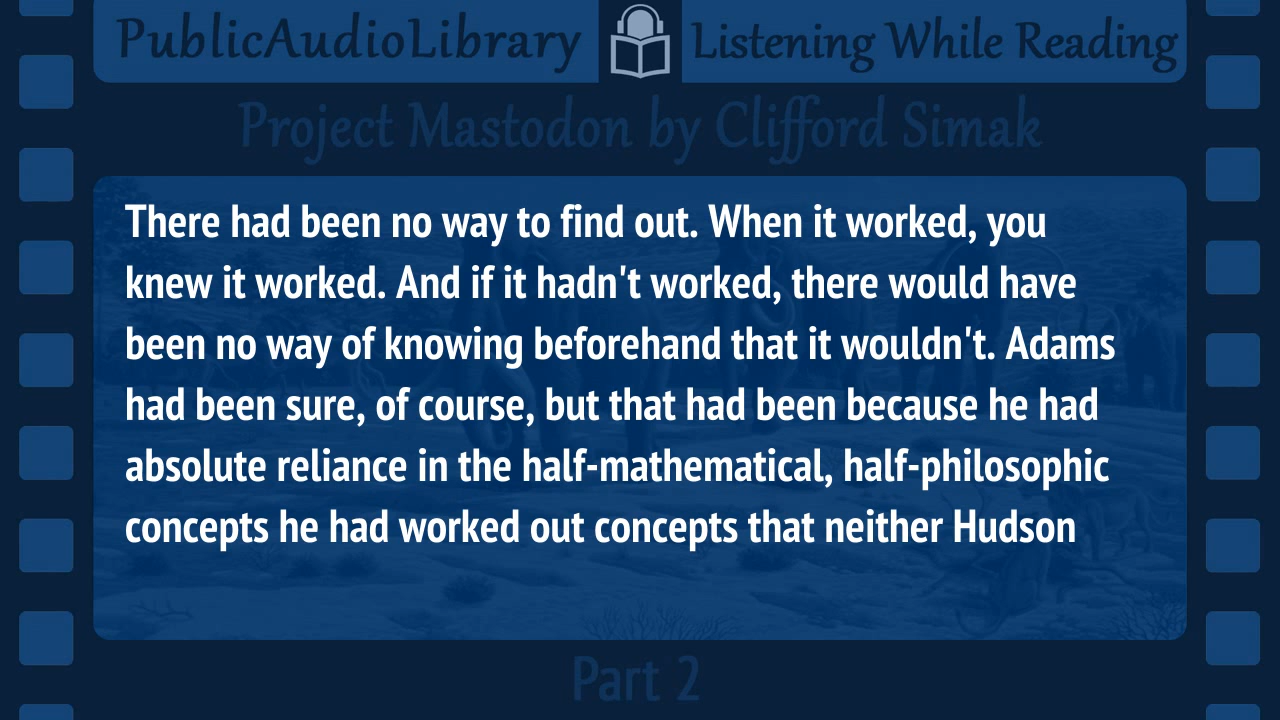 PublicAudioLibrary Listening While Reading
Project Mastodon by Clifford Simak
There had been no way to find out. When it worked, you
knew it worked. And if it hadn't worked, there would have
been no way of knowing beforehand that it wouldn't. Adams
had been sure, of course, but that had been because he had
absolute reliance in the half-mathematical, half-philosophic
concepts he had worked out concepts that neither Hudson
Part 2